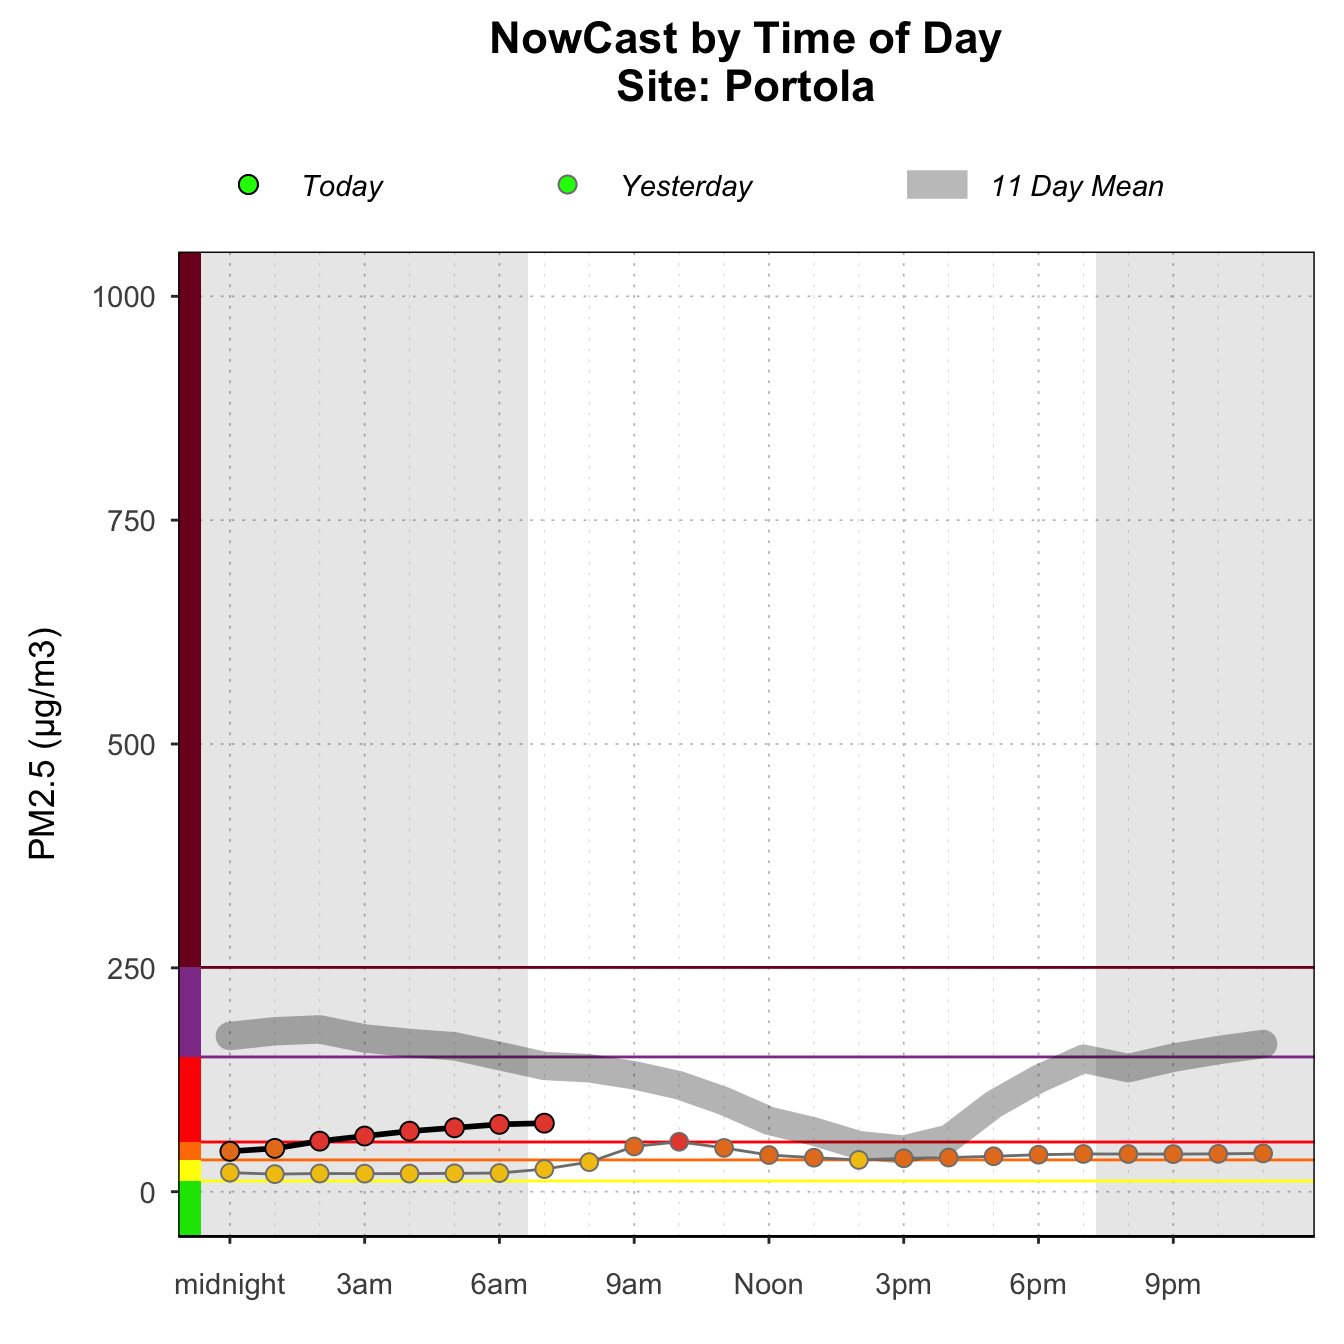 NowCast by Time of Day
Site: Portola
Today
Yesterday
11 Day Mean
PM2.5 (µg/m3)
1000
750
500
250
0
midnight 3am 6am 9am Noon 3pm 6pm 9pm